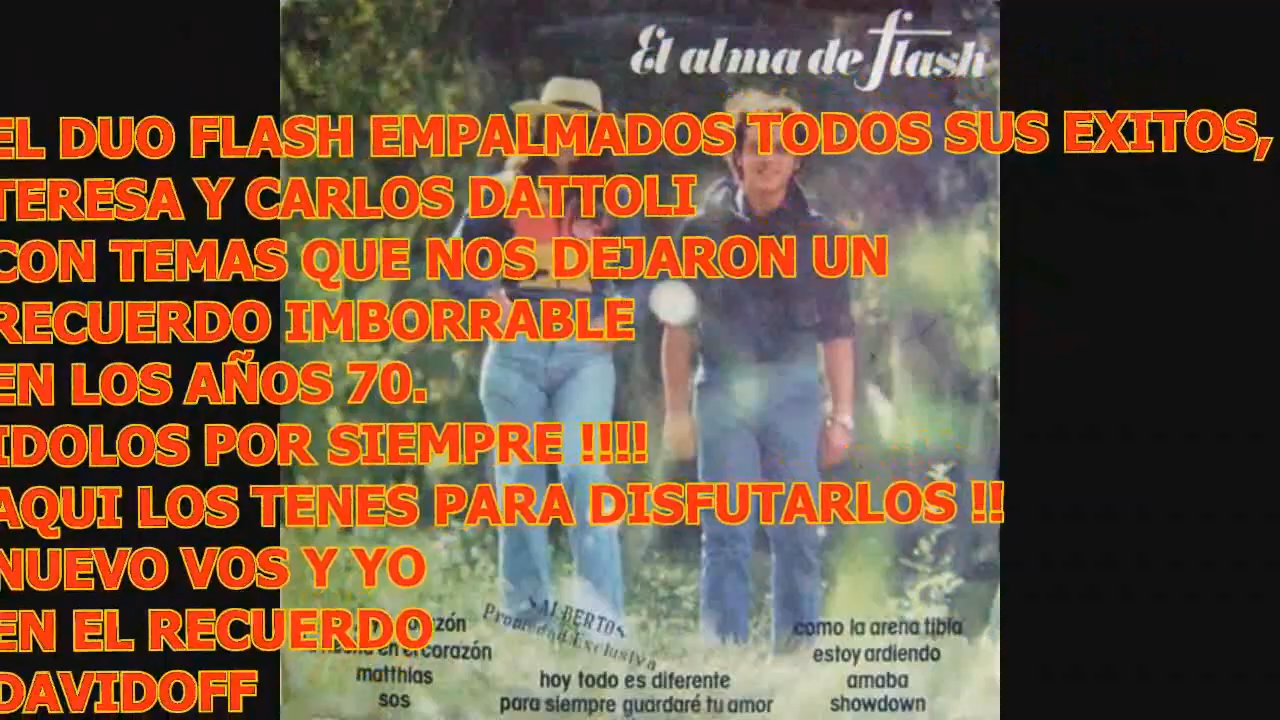 El alma de flash
EL DUO FLASH EMPALMADOS TODOS SUS EXITOS,
TERESA Y CARLOS DATTOLI
CON TEMAS QUE NOS DEJARON UN
RECUERDO IMBORRABLE
EN LOS AÑOS 70.
IDOLOS POR SIEMPRE !!!!
AQUI LOS TENES PARA DISFUTARLOS !!
NUEVO VOS Y YO
EN EL RECUERDO
DAVIDOFF
SALBERTOS
Propiedad Exclusiva
en el corazón
matthias
sos
hoy todo es diferente
para siempre guardaré tu amor
como la arena tibia
estoy ardiendo
amaba
showdown